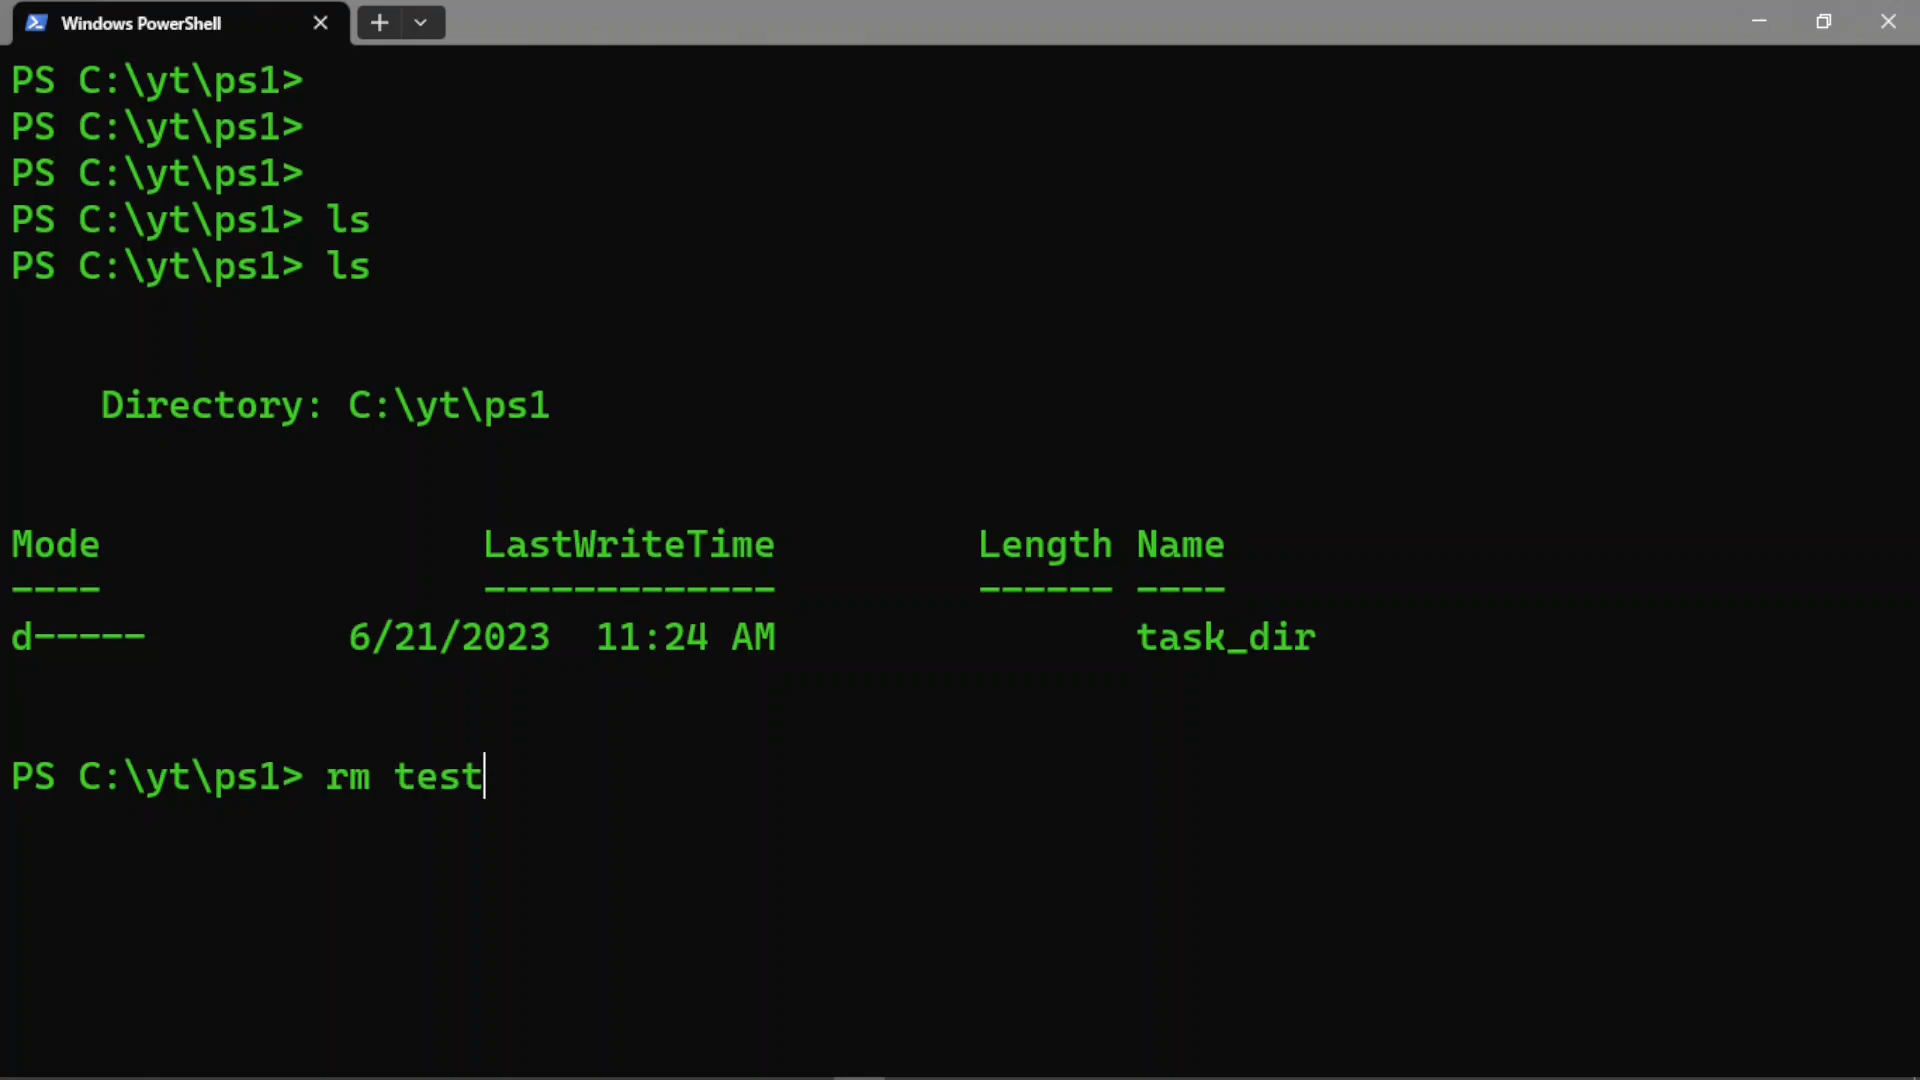 Windows PowerShell
PS C:\yt\ps1>
PS C:\yt\ps1>
PS C:\yt\ps1>
PS C:\yt\ps1> ls
PS C:\yt\ps1> ls
Directory: C:\yt\ps1
Mode LastWriteTime Length Name
---- ------------- ------ ----
d----- 6/21/2023 11:24 AM task_dir
PS C:\yt\ps1> rm test